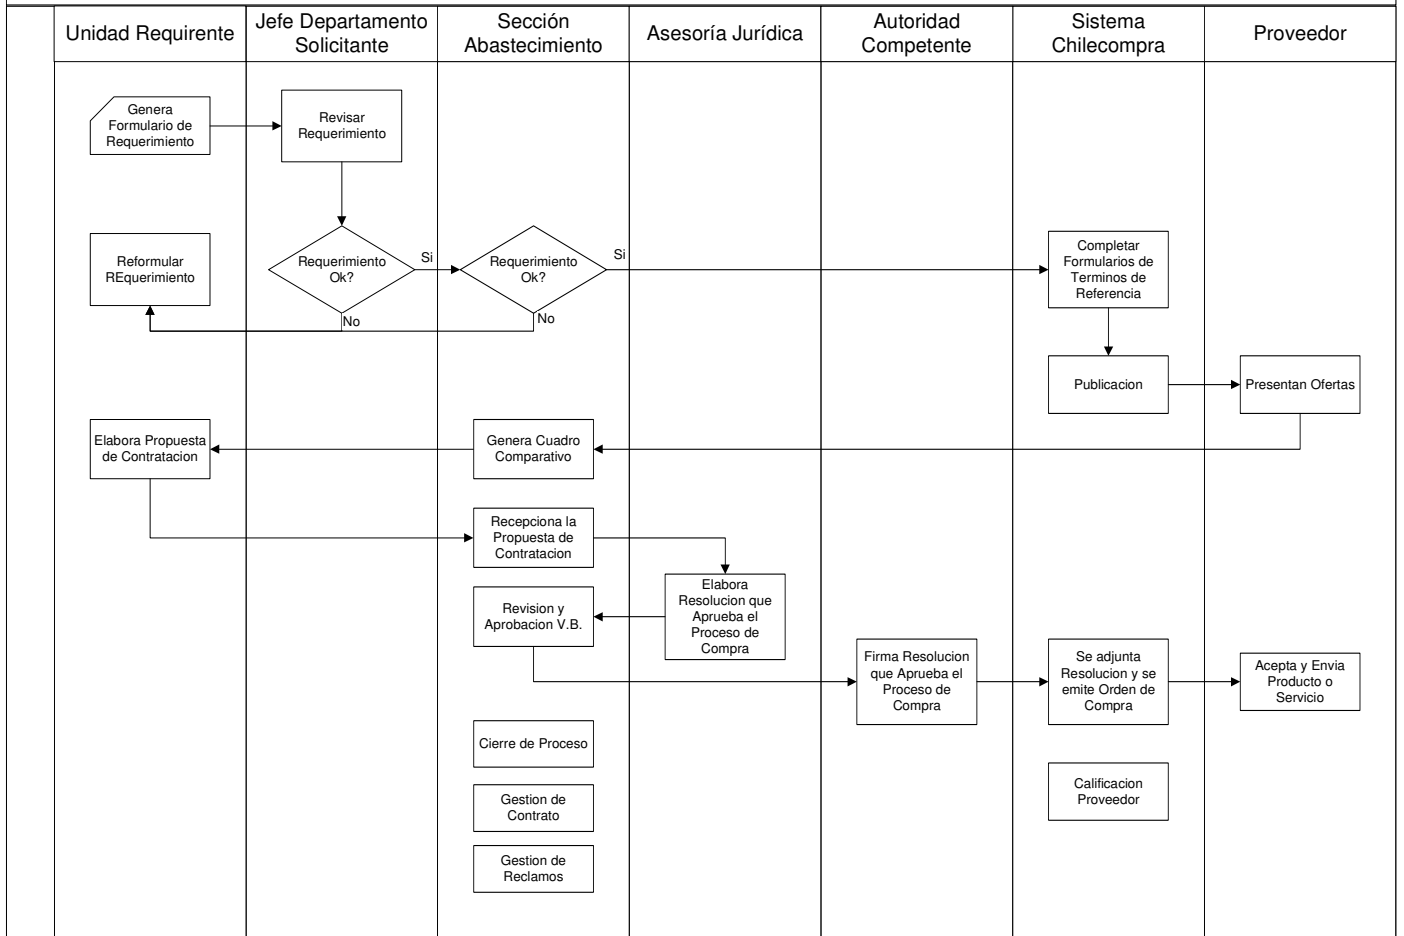 Unidad Requirente
Jefe Departamento
Solicitante
Sección
Abastecimiento
Asesoría Jurídica
Autoridad
Competente
Sistema
Chilecompra
Proveedor
Genera
Formulario de
Requerimiento
Revisar
Requerimiento
Reformular
REquerimiento
Requerimiento
Ok?
Si
No
Requerimiento
Ok?
Si
No
Completar
Formularios de
Terminos de
Referencia
Publicacion
Presentan Ofertas
Elabora Propuesta
de Contratacion
Genera Cuadro
Comparativo
Recepciona la
Propuesta de
Contratacion
Elabora
Resolucion que
Aprueba el
Proceso de
Compra
Revision y
Aprobacion V.B.
Firma Resolucion
que Aprueba el
Proceso de
Compra
Se adjunta
Resolucion y se
emite Orden de
Compra
Acepta y Envia
Producto o
Servicio
Cierre de Proceso
Calificacion
Proveedor
Gestion de
Contrato
Gestion de
Reclamos